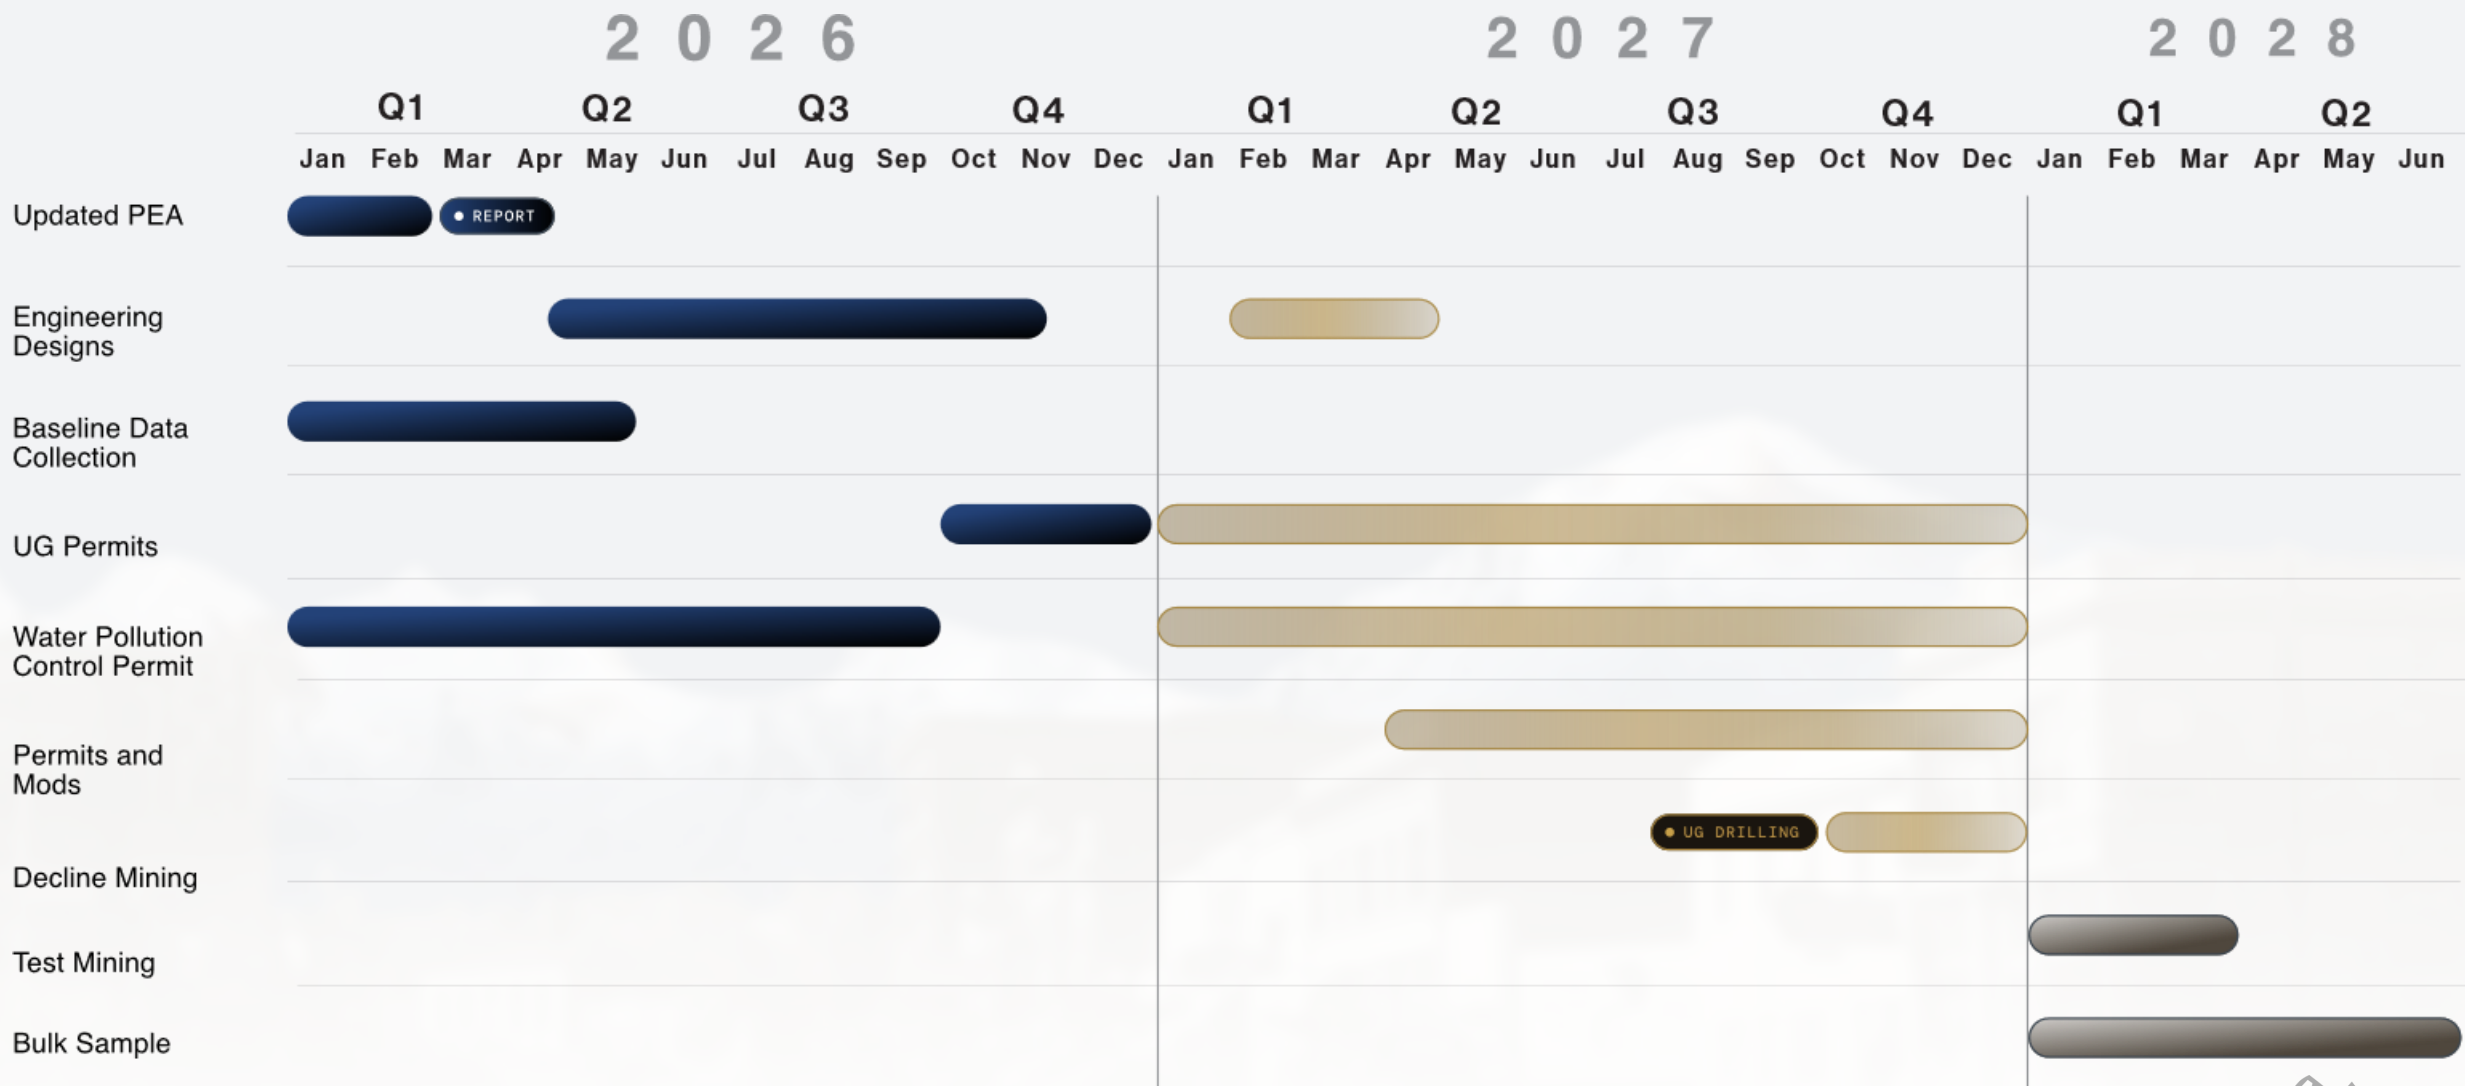 2026 2027 2028
Q1 Q2 Q3 Q4 Q1 Q2 Q3 Q4 Q1 Q2
Jan Feb Mar Apr May Jun Jul Aug Sep Oct Nov Dec Jan Feb Mar Apr May Jun Jul Aug Sep Oct Nov Dec Jan Feb Mar Apr May Jun
Updated PEA
REPORT
Engineering
Designs
Baseline Data
Collection
UG Permits
Water Pollution
Control Permit
Permits and
Mods
UG DRILLING
Decline Mining
Test Mining
Bulk Sample